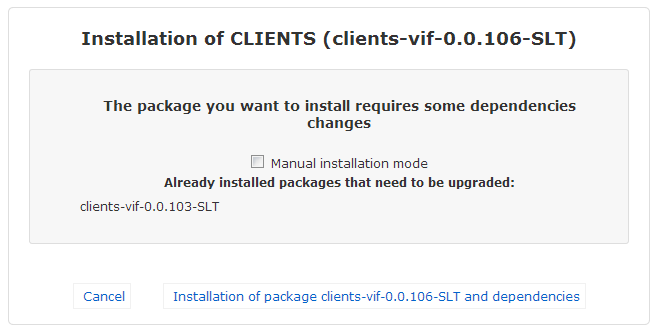 Installation of CLIENTS (clients-vif-0.0.106-SLT)
The package you want to install requires some dependencies
changes
Manual installation mode
Already installed packages that need to be upgraded:
clients-vif-0.0.103-SLT
Cancel
Installation of package clients-vif-0.0.106-SLT and dependencies